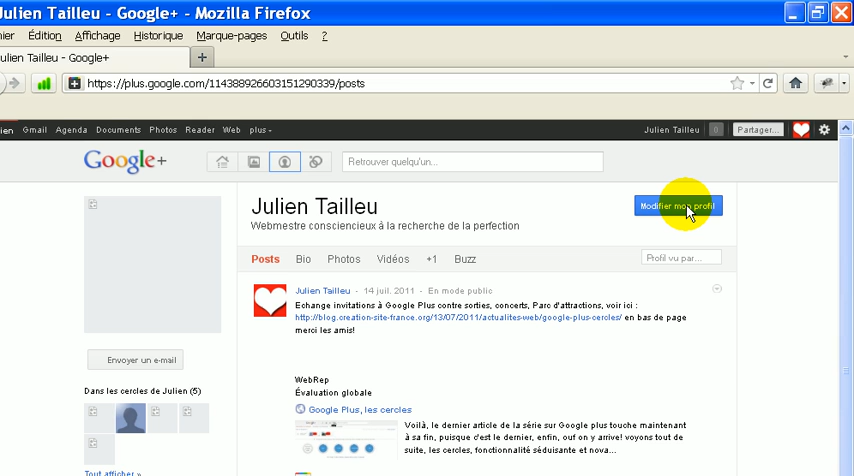 Julien Tailleu - Google+ - Mozilla Firefox
hier Édition Affichage Historique Marque-pages Outils ?
Julien Tailleu - Google+
https://plus.google.com/114388926603151290339/posts
Gmail Agenda Documents Photos Reader Web plus
Julien Tailleu 0 Partager...
Google+
Retrouver quelqu'un...
Julien Tailleu
Modifier mon profil
Webmestre consciencieux à la recherche de la perfection
Posts Bio Photos Vidéos +1 Buzz
Profil vu par...
Julien Tailleu - 14 juil. 2011 - En mode public
Echange invitations à Google Plus contre sorties, concerts, Parc d'attractions, voir ici :
http://blog.creation-site-france.org/13/07/2011/actualites-web/google-plus-cercles/ en bas de page
merci les amis!
Envoyer un e-mail
Dans les cercles de Julien (5)
Tout afficher »
WebRep
Évaluation globale
Google Plus, les cercles
Voilà, le dernier article de la série sur Google plus touche maintenant
à sa fin, puisque c'est le dernier, enfin, ouf on y arrive! voyons tout de
suite, les cercles, fonctionnalité séduisante et nova...